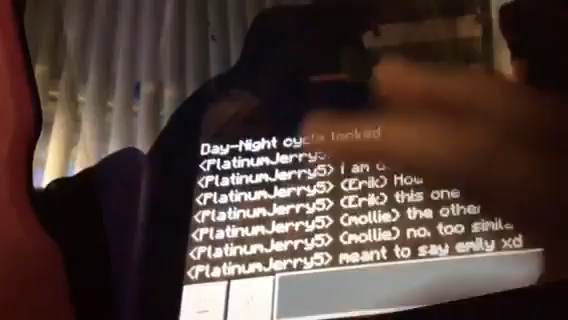 Day-Night cycle locked
<PlatinumJerry5>
<PlatinumJerry5> i am
<PlatinumJerry5> (Erik) How
<PlatinumJerry5> (Erik) this one
<PlatinumJerry5> (mollie) the other
<PlatinumJerry5> (mollie) no, too
<PlatinumJerry5> meant to say emily xd